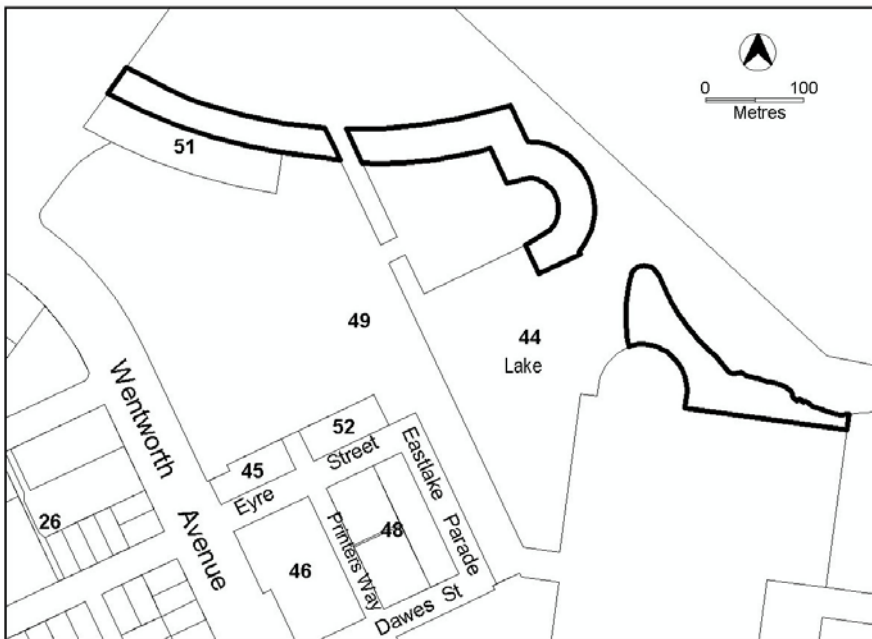 0 100
Metres
51
49
44
Lake
Wentworth
Avenue
52
45
Eyre
Street
Eastlake
Parade
26
48
46
Printers Way
Dawes St